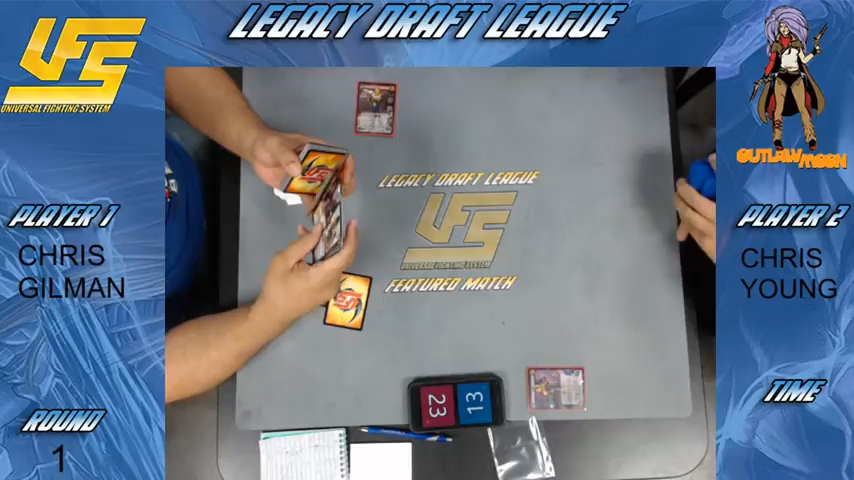 LEGACY DRAFT LEAGUE
UFS
UNIVERSAL FIGHTING SYSTEM
OUTLAW MOON
PLAYER 1
CHRIS
GILMAN
ROUND
1
LEGACY DRAFT LEAGUE
UFS
UNIVERSAL FIGHTING SYSTEM
FEATURED MATCH
23
13
PLAYER 2
CHRIS
YOUNG
TIME